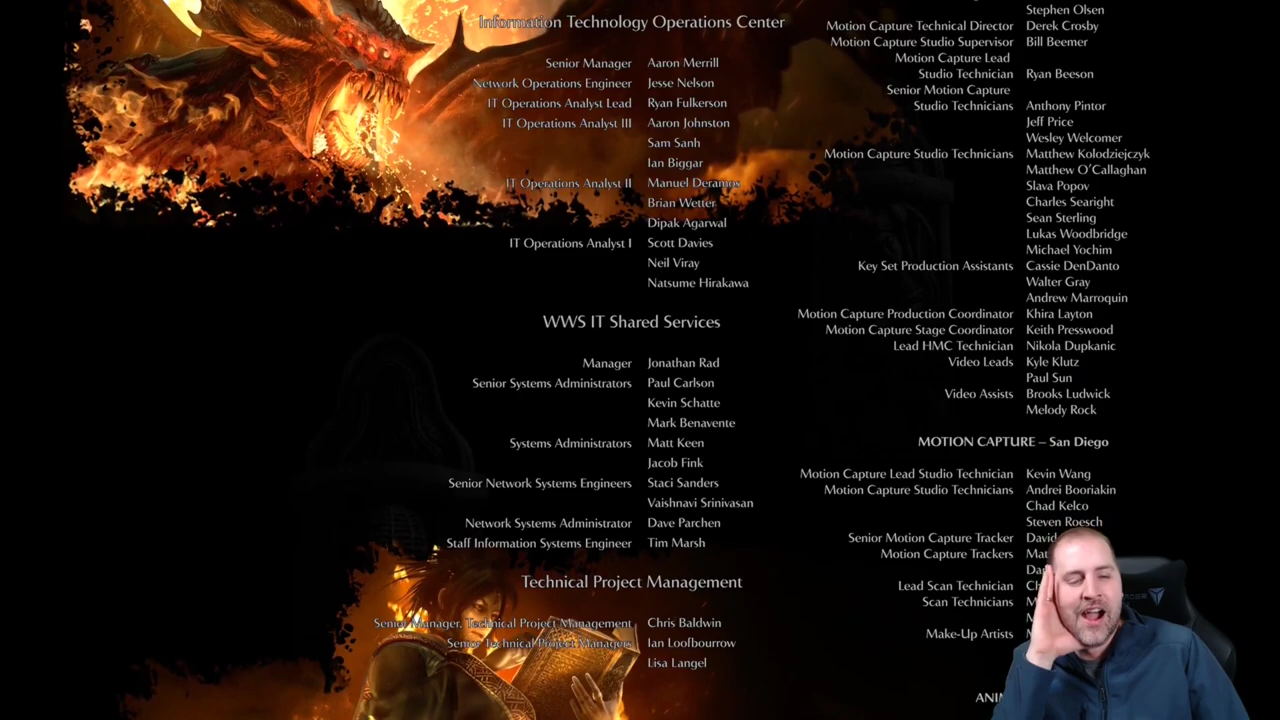 Information Technology Operations Center
Senior Manager Aaron Merrill
Network Operations Engineer Jesse Nelson
IT Operations Analyst Lead Ryan Fulkerson
IT Operations Analyst III Aaron Johnston
Sam Sanh
Ian Biggar
IT Operations Analyst II Manuel Deramos
Brian Wetter
Dipak Agarwal
IT Operations Analyst I Scott Davies
Neil Viray
Natsume Hirakawa
WWS IT Shared Services
Manager Jonathan Rad
Senior Systems Administrators Paul Carlson
Kevin Schatte
Mark Benavente
Systems Administrators Matt Keen
Jacob Fink
Senior Network Systems Engineers Staci Sanders
Vaishnavi Srinivasan
Network Systems Administrator Dave Parchen
Staff Information Systems Engineer Tim Marsh
Technical Project Management
Senior Manager, Technical Project Management Chris Baldwin
Senior Technical Project Managers Ian Loofbourrow
Lisa Langel
Stephen Olsen
Motion Capture Technical Director Derek Crosby
Motion Capture Studio Supervisor Bill Beemer
Motion Capture Lead
Studio Technician Ryan Beeson
Senior Motion Capture
Studio Technicians Anthony Pintor
Jeff Price
Wesley Welcomer
Motion Capture Studio Technicians Matthew Kolodziejczyk
Matthew O'Callaghan
Slava Popov
Charles Searight
Sean Sterling
Lukas Woodbridge
Michael Yochim
Key Set Production Assistants Cassie DenDanto
Walter Gray
Andrew Marroquin
Motion Capture Production Coordinator Khira Layton
Motion Capture Stage Coordinator Keith Presswood
Lead HMC Technician Nikola Dupkanic
Video Leads Kyle Klutz
Paul Sun
Video Assists Brooks Ludwick
Melody Rock
MOTION CAPTURE – San Diego
Motion Capture Lead Studio Technician Kevin Wang
Motion Capture Studio Technicians Andrei Booriakin
Chad Kelco
Steven Roesch
Senior Motion Capture Tracker David
Motion Capture Trackers
Lead Scan Technician
Scan Technicians
Make-Up Artists